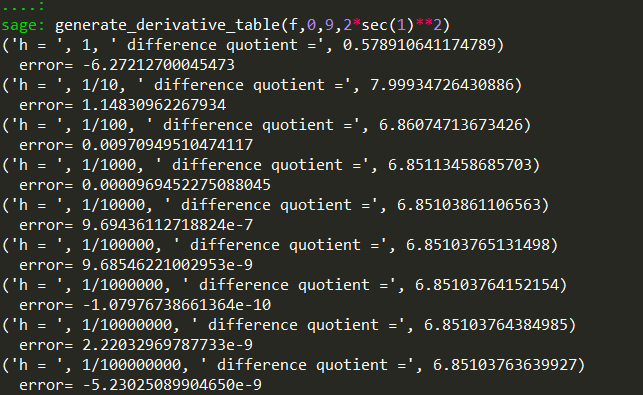 ....:
sage: generate_derivative_table(f,0,9,2*sec(1)**2)
('h = ', 1, ' difference quotient =', 0.578910641174789)
  error= -6.27212700045473
('h = ', 1/10, ' difference quotient =', 7.99934726430886)
  error= 1.14830962267934
('h = ', 1/100, ' difference quotient =', 6.86074713673426)
  error= 0.00970949510474117
('h = ', 1/1000, ' difference quotient =', 6.85113458685703)
  error= 0.0000969452275088045
('h = ', 1/10000, ' difference quotient =', 6.85103861106563)
  error= 9.69436112718824e-7
('h = ', 1/100000, ' difference quotient =', 6.85103765131498)
  error= 9.68546221002953e-9
('h = ', 1/1000000, ' difference quotient =', 6.85103764152154)
  error= -1.07976738661364e-10
('h = ', 1/10000000, ' difference quotient =', 6.85103764384985)
  error= 2.22032969787733e-9
('h = ', 1/100000000, ' difference quotient =', 6.85103763639927)
  error= -5.23025089904650e-9